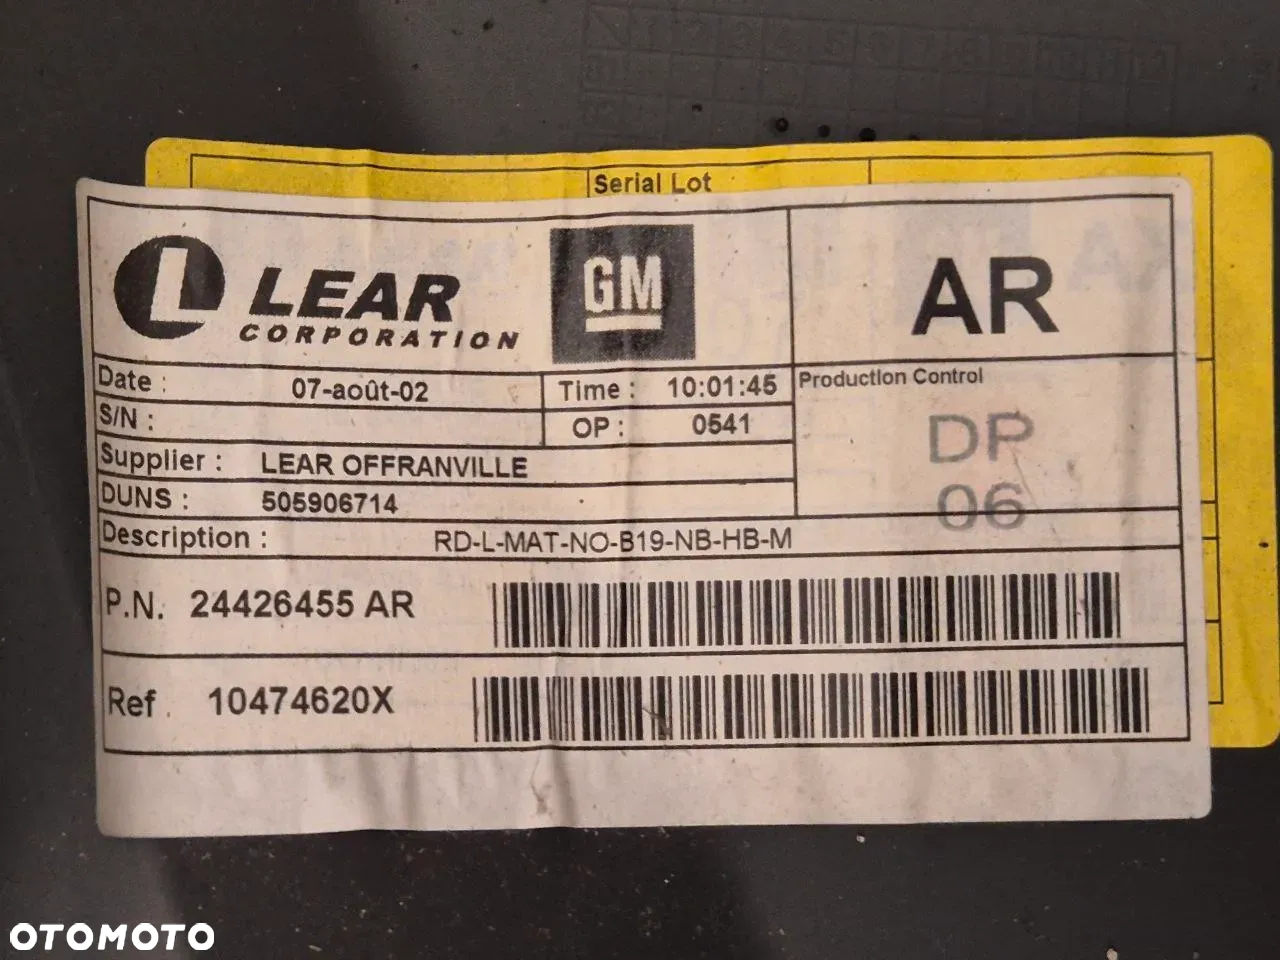 Serial Lot
LEAR
CORPORATION
GM
AR
Date : 07-août-02
Time : 10:01:45
Production Control
S/N :
OP : 0541
DP
06
Supplier : LEAR OFFRANVILLE
DUNS : 505906714
Description : RD-L-MAT-NO-B19-NB-HB-M
P.N. 24426455 AR
Ref . 10474620X
OTOMOTO